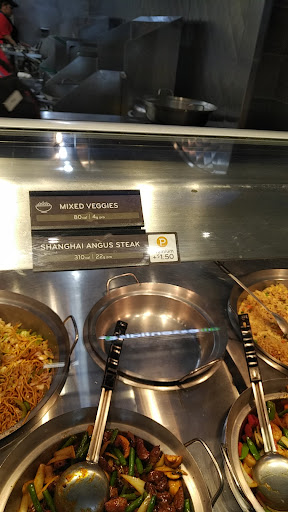 MIXED VEGGIES
80cal | 4g
SHANGHAI ANGUS STEAK
310cal | 22g
P
+1.50